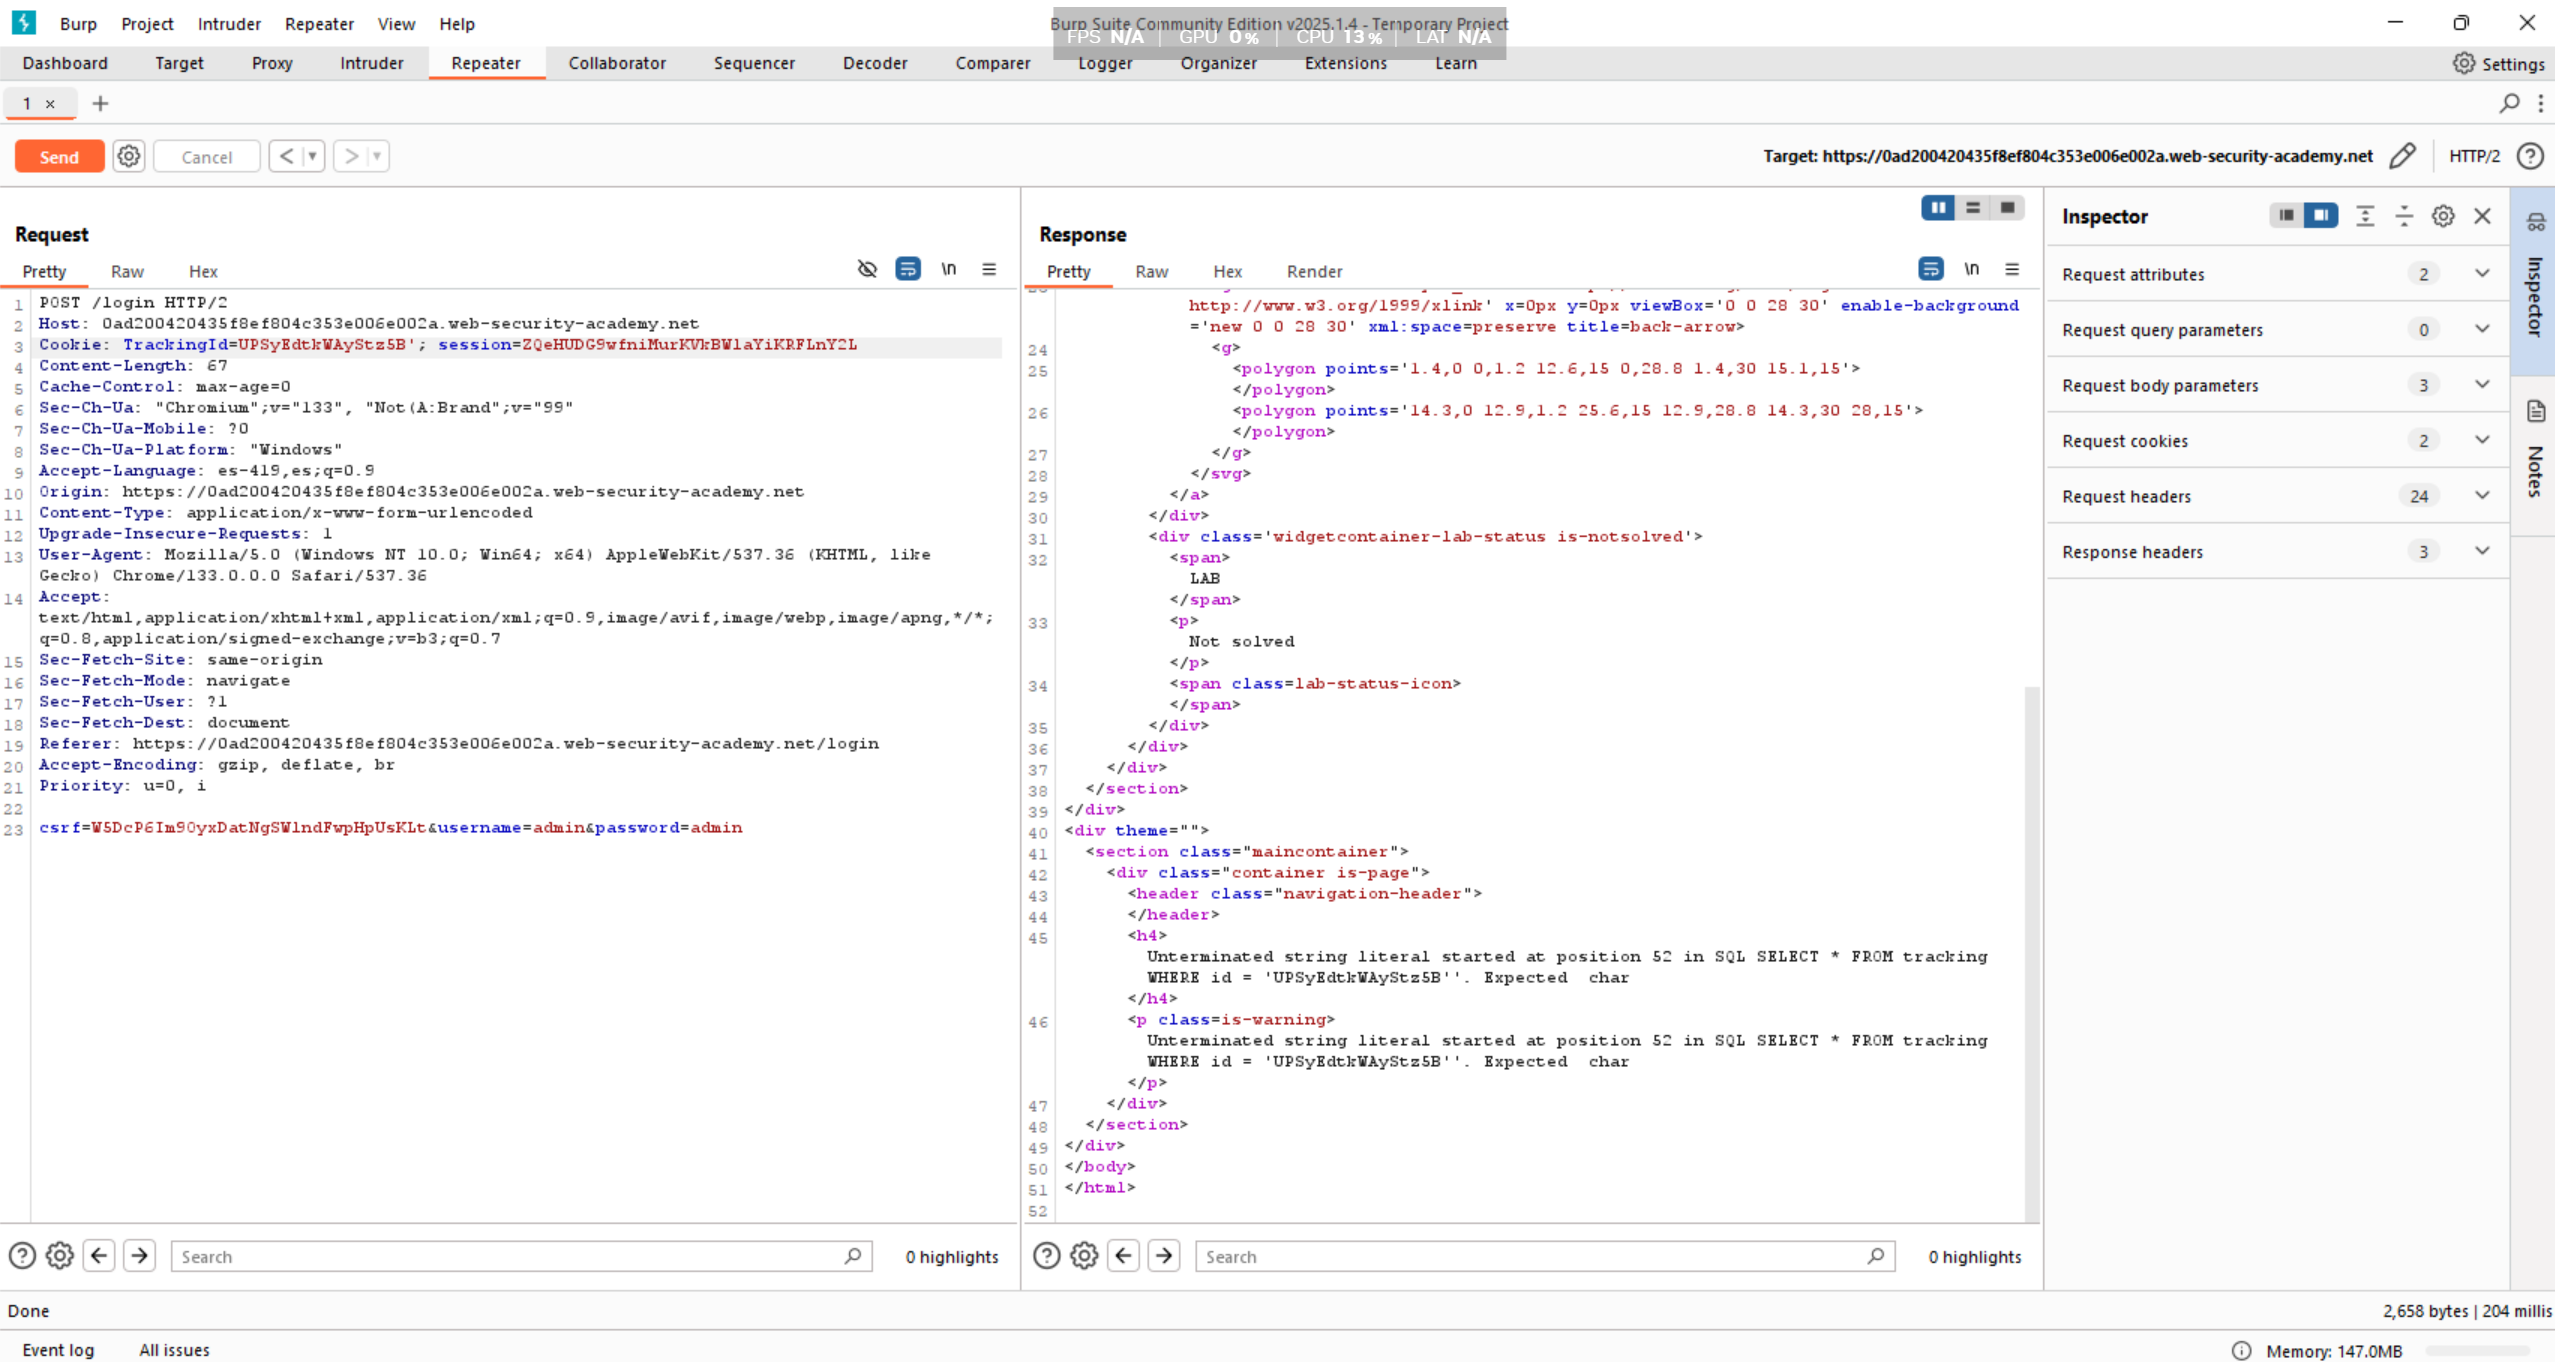 Burp Project Intruder Repeater View Help
Burp Suite Community Edition v2025.1.4 - Temporary Project
FPS N/A | GPU 0% | CPU 13% | LAT N/A
Dashboard Target Proxy Intruder Repeater Collaborator Sequencer Decoder Comparer Logger Organizer Extensions Learn Settings
1 × +
Send Cancel < >
Target: https://0ad200420435f8ef804c353e006e002a.web-security-academy.net HTTP/2
Request
Pretty Raw Hex \n
1 POST /login HTTP/2
2 Host: 0ad200420435f8ef804c353e006e002a.web-security-academy.net
3 Cookie: TrackingId=UPSyEdtkWAyStz5B'; session=ZQeHUDG9wfniMurKVkBWlaYiKRFLnY2L
4 Content-Length: 67
5 Cache-Control: max-age=0
6 Sec-Ch-Ua: "Chromium";v="133", "Not(A:Brand";v="99"
7 Sec-Ch-Ua-Mobile: ?0
8 Sec-Ch-Ua-Platform: "Windows"
9 Accept-Language: es-419,es;q=0.9
10 Origin: https://0ad200420435f8ef804c353e006e002a.web-security-academy.net
11 Content-Type: application/x-www-form-urlencoded
12 Upgrade-Insecure-Requests: 1
13 User-Agent: Mozilla/5.0 (Windows NT 10.0; Win64; x64) AppleWebKit/537.36 (KHTML, like
Gecko) Chrome/133.0.0.0 Safari/537.36
14 Accept:
text/html,application/xhtml+xml,application/xml;q=0.9,image/avif,image/webp,image/apng,*/*;
q=0.8,application/signed-exchange;v=b3;q=0.7
15 Sec-Fetch-Site: same-origin
16 Sec-Fetch-Mode: navigate
17 Sec-Fetch-User: ?1
18 Sec-Fetch-Dest: document
19 Referer: https://0ad200420435f8ef804c353e006e002a.web-security-academy.net/login
20 Accept-Encoding: gzip, deflate, br
21 Priority: u=0, i
22
23 csrf=W5DcP6Im90yxDatNgSWlndFwpHpUsKLt&username=admin&password=admin
Search 0 highlights
Response
Pretty Raw Hex Render \n
http://www.w3.org/1999/xlink' x=0px y=0px viewBox='0 0 28 30' enable-background
='new 0 0 28 30' xml:space=preserve title=back-arrow>
24 <g>
25 <polygon points='1.4,0 0,1.2 12.6,15 0,28.8 1.4,30 15.1,15'>
</polygon>
26 <polygon points='14.3,0 12.9,1.2 25.6,15 12.9,28.8 14.3,30 28,15'>
</polygon>
27 </g>
28 </svg>
29 </a>
30 </div>
31 <div class='widgetcontainer-lab-status is-notsolved'>
32 <span>
LAB
</span>
33 <p>
Not solved
</p>
34 <span class=lab-status-icon>
</span>
35 </div>
36 </div>
37 </div>
38 </section>
39 </div>
40 <div theme="">
41 <section class="maincontainer">
42 <div class="container is-page">
43 <header class="navigation-header">
44 </header>
45 <h4>
Unterminated string literal started at position 52 in SQL SELECT * FROM tracking
WHERE id = 'UPSyEdtkWAyStz5B''. Expected  char
</h4>
46 <p class=is-warning>
Unterminated string literal started at position 52 in SQL SELECT * FROM tracking
WHERE id = 'UPSyEdtkWAyStz5B''. Expected  char
</p>
47 </div>
48 </section>
49 </div>
50 </body>
51 </html>
52
Search 0 highlights
Inspector
Request attributes 2
Request query parameters 0
Request body parameters 3
Request cookies 2
Request headers 24
Response headers 3
Inspector
Notes
Done
2,658 bytes | 204 millis
Event log All issues
Memory: 147.0MB